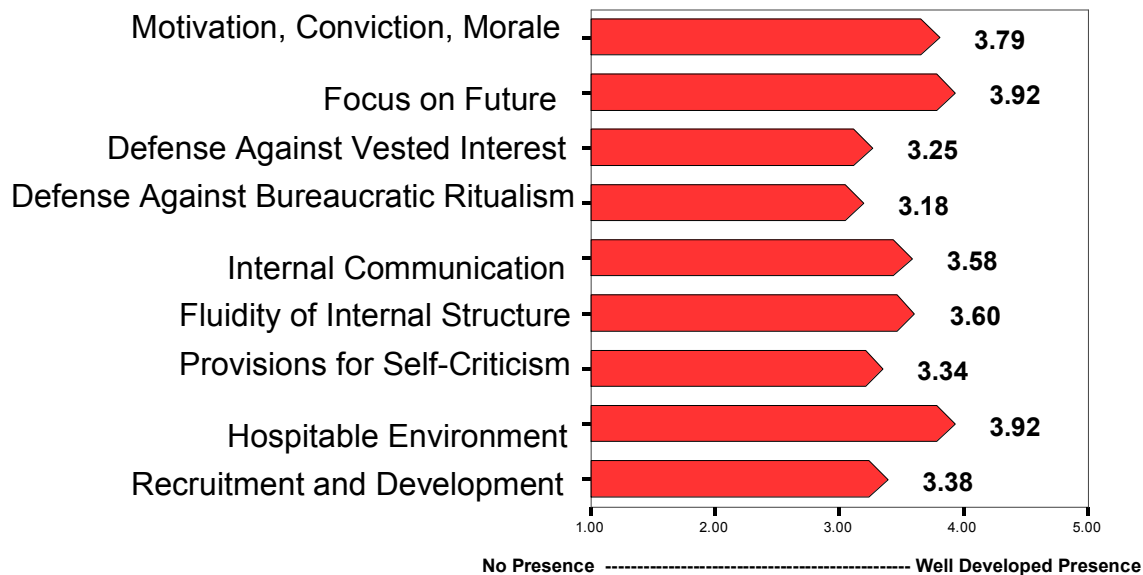 Motivation, Conviction, Morale 3.79
Focus on Future 3.92
Defense Against Vested Interest 3.25
Defense Against Bureaucratic Ritualism 3.18
Internal Communication 3.58
Fluidity of Internal Structure 3.60
Provisions for Self-Criticism 3.34
Hospitable Environment 3.92
Recruitment and Development 3.38
1.00 2.00 3.00 4.00 5.00
No Presence ------------------------------------------------ Well Developed Presence